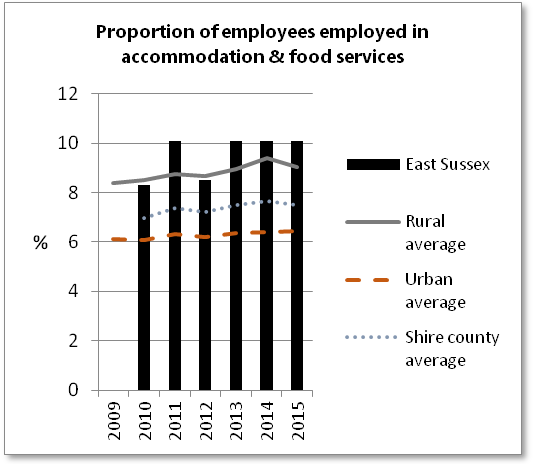 Proportion of employees employed in
accommodation & food services
12
10
8
6
4
2
0
%
2009
2010
2011
2012
2013
2014
2015
East Sussex
Rural
average
Urban
average
Shire county
average